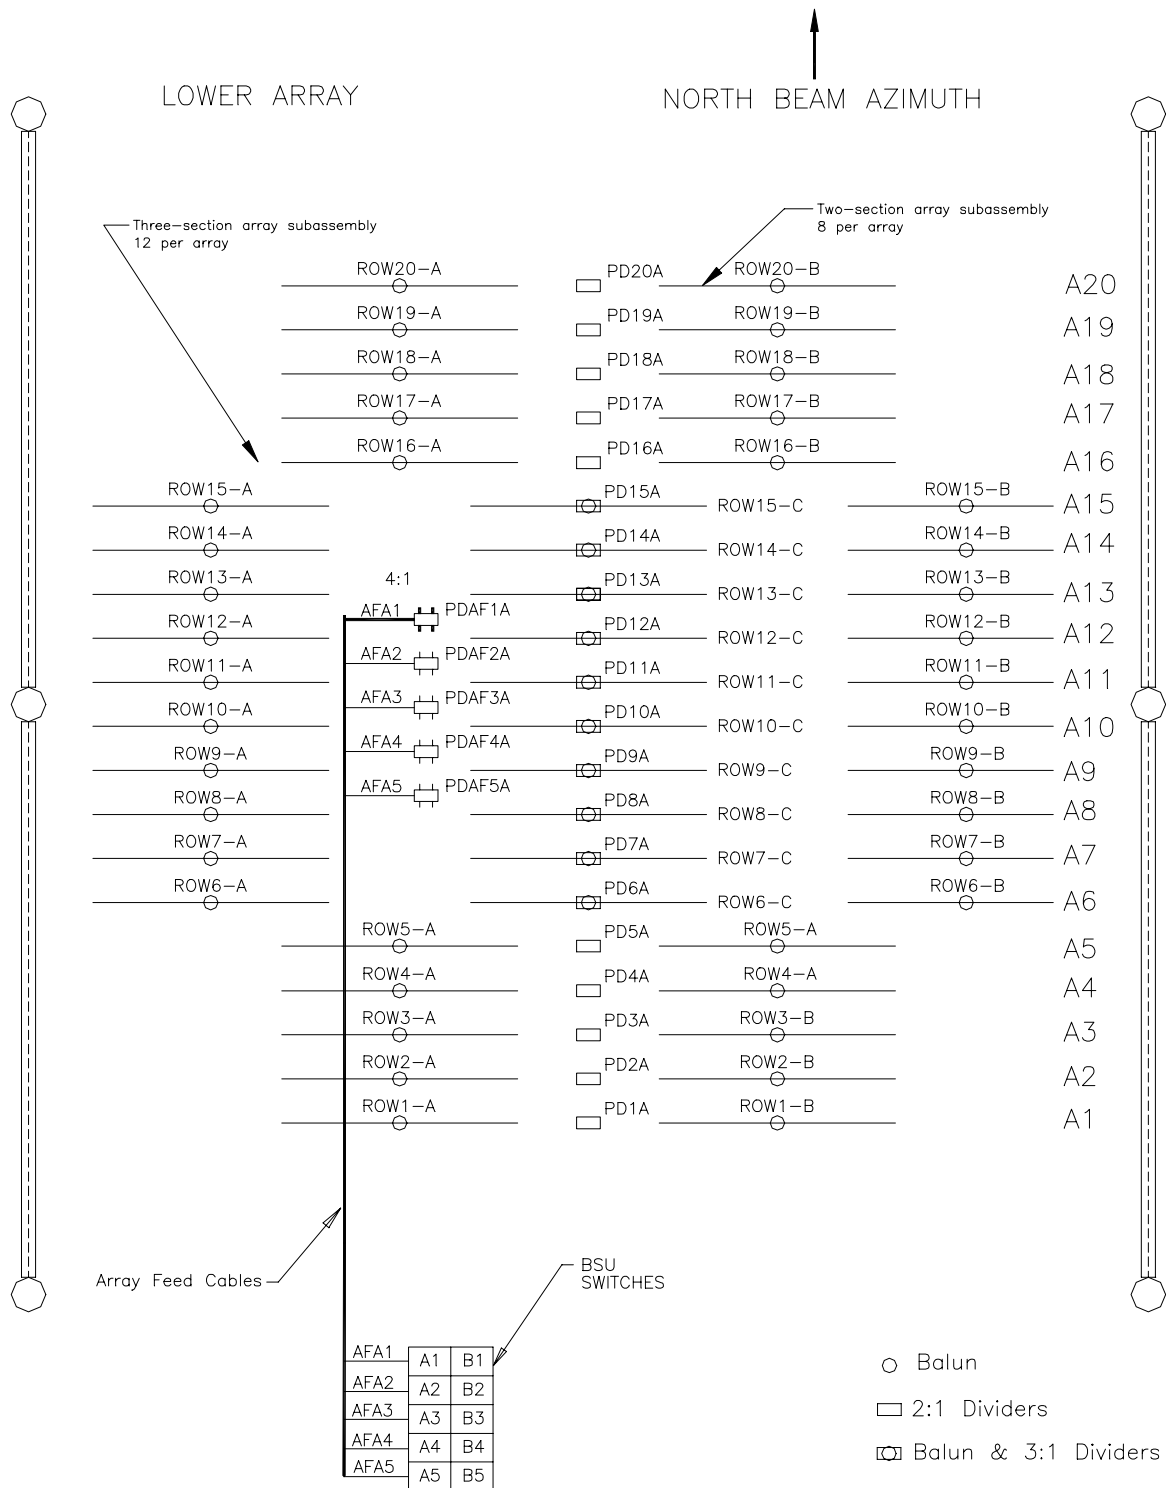 LOWER ARRAY
NORTH BEAM AZIMUTH
Three-section array subassembly
12 per array
Two-section array subassembly
8 per array
ROW20-A PD20A ROW20-B A20
ROW19-A PD19A ROW19-B A19
ROW18-A PD18A ROW18-B A18
ROW17-A PD17A ROW17-B A17
ROW16-A PD16A ROW16-B A16
ROW15-A PD15A ROW15-C ROW15-B A15
ROW14-A PD14A ROW14-C ROW14-B A14
ROW13-A 4:1 PD13A ROW13-C ROW13-B A13
AFA1 PDAF1A
ROW12-A PD12A ROW12-C ROW12-B A12
AFA2 PDAF2A
ROW11-A PD11A ROW11-C ROW11-B A11
AFA3 PDAF3A
ROW10-A PD10A ROW10-C ROW10-B A10
AFA4 PDAF4A
ROW9-A PD9A ROW9-C ROW9-B A9
AFA5 PDAF5A
ROW8-A PD8A ROW8-C ROW8-B A8
ROW7-A PD7A ROW7-C ROW7-B A7
ROW6-A PD6A ROW6-C ROW6-B A6
ROW5-A PD5A ROW5-A A5
ROW4-A PD4A ROW4-A A4
ROW3-A PD3A ROW3-B A3
ROW2-A PD2A ROW2-B A2
ROW1-A PD1A ROW1-B A1
Array Feed Cables
BSU
SWITCHES
AFA1 A1 B1
AFA2 A2 B2
AFA3 A3 B3
AFA4 A4 B4
AFA5 A5 B5
Balun
2:1 Dividers
Balun & 3:1 Dividers